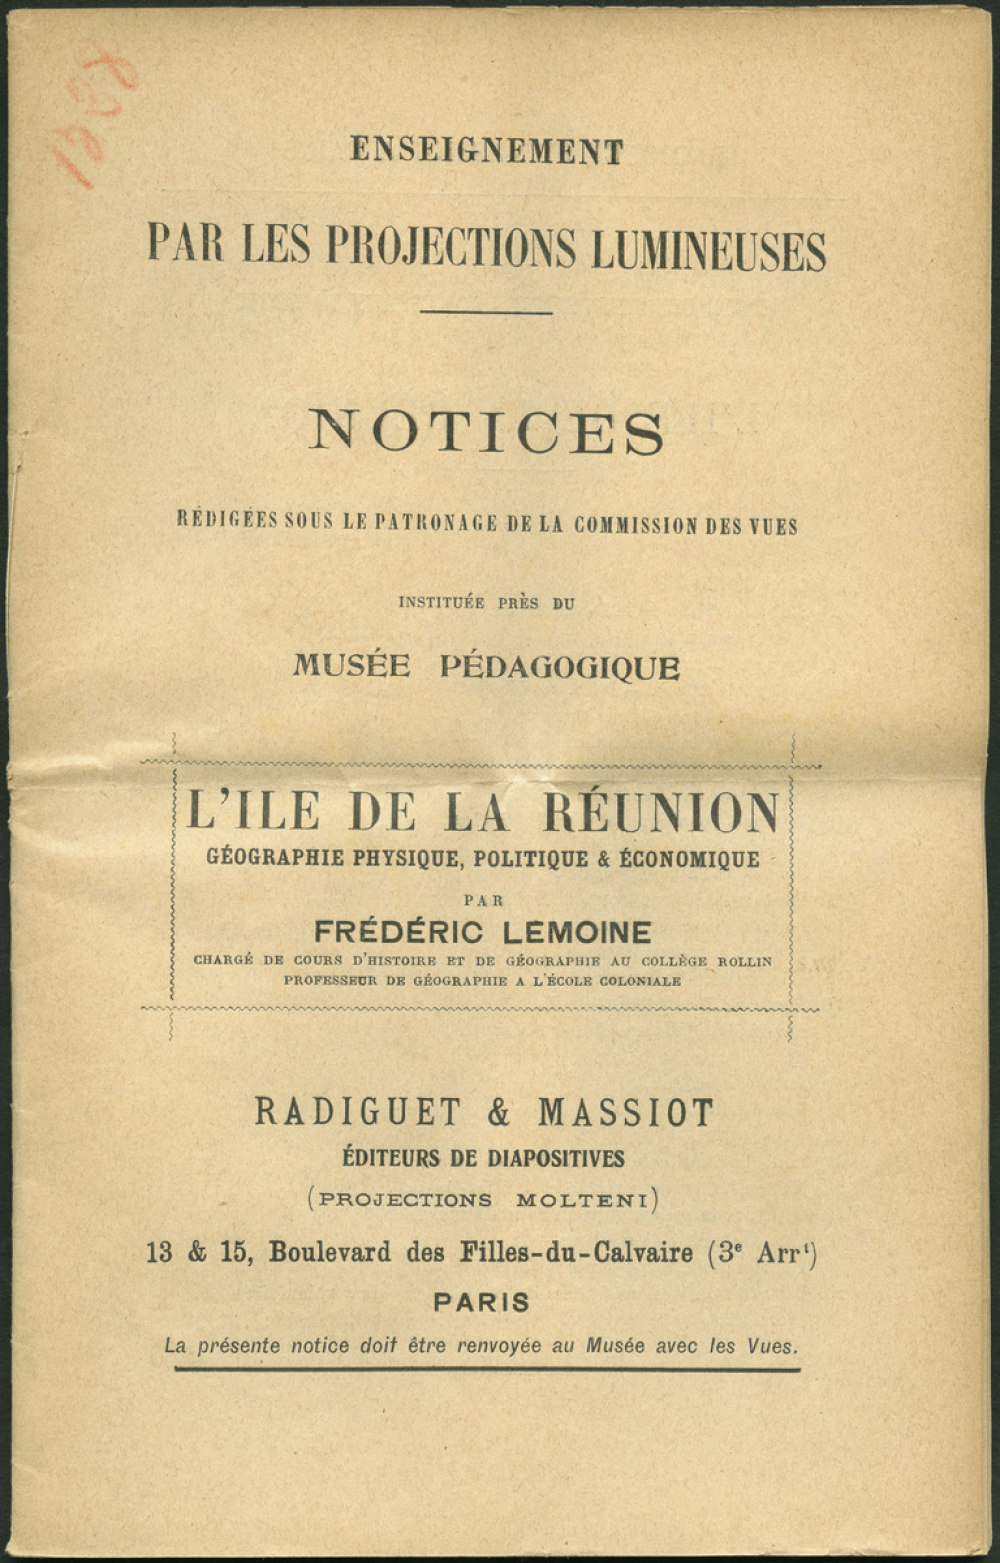 ENSEIGNEMENT
PAR LES PROJECTIONS LUMINEUSES
NOTICES
RÉDIGÉES SOUS LE PATRONAGE DE LA COMMISSION DES VUES
INSTITUÉE PRÈS DU
MUSÉE PÉDAGOGIQUE
L'ILE DE LA RÉUNION
GÉOGRAPHIE PHYSIQUE, POLITIQUE & ÉCONOMIQUE
PAR
FRÉDÉRIC LEMOINE
CHARGÉ DE COURS D'HISTOIRE ET DE GÉOGRAPHIE AU COLLÈGE ROLLIN
PROFESSEUR DE GÉOGRAPHIE A L'ÉCOLE COLONIALE
RADIGUET & MASSIOT
ÉDITEURS DE DIAPOSITIVES
(PROJECTIONS MOLTENI)
13 & 15, Boulevard des Filles-du-Calvaire (3e Arrt)
PARIS
La présente notice doit être renvoyée au Musée avec les Vues.